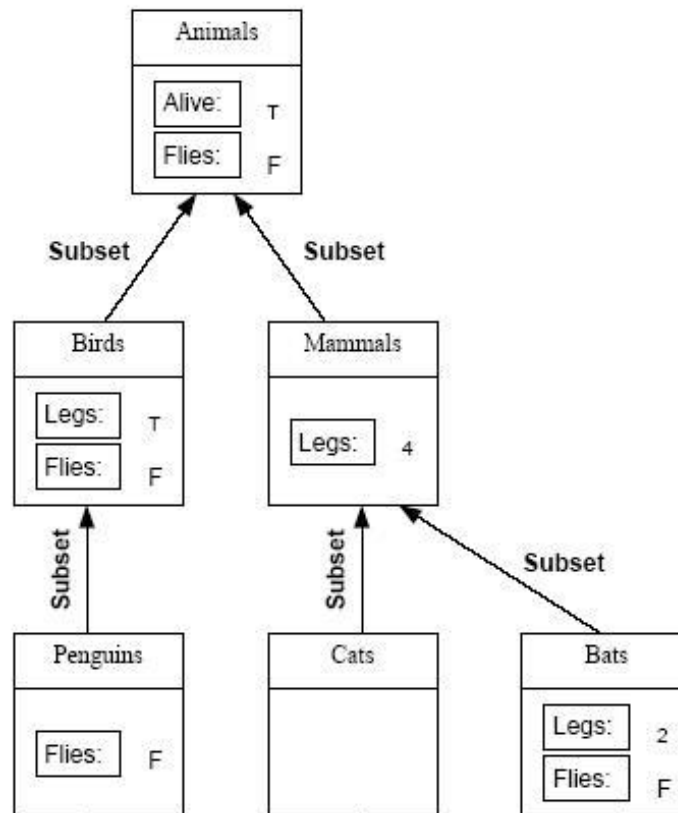 Animals
Alive: T
Flies: F
Subset Subset
Birds
Legs: T
Flies: F
Mammals
Legs: 4
Subset
Subset
Subset
Penguins
Flies: F
Cats
Bats
Legs: 2
Flies: F